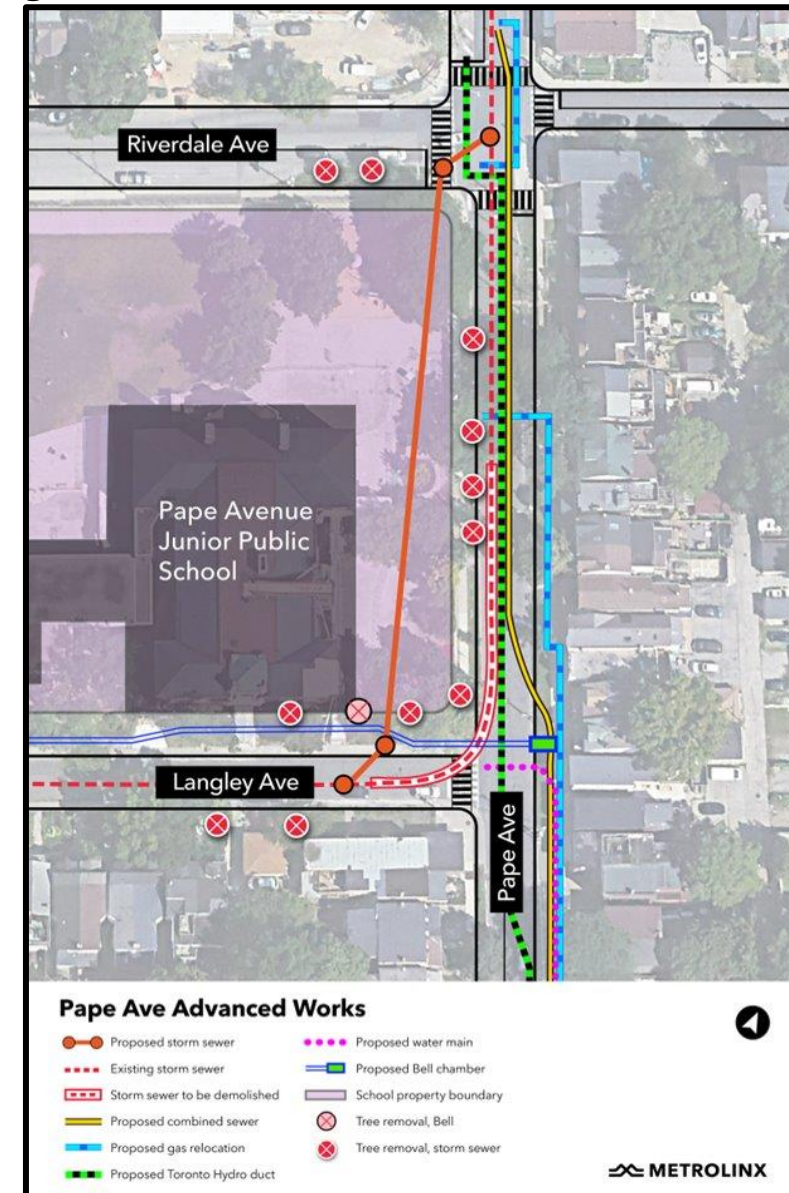 Riverdale Ave
Pape Avenue
Junior Public
School
Langley Ave
Pape Ave
Pape Ave Advanced Works
Proposed storm sewer
Existing storm sewer
Storm sewer to be demolished
Proposed combined sewer
Proposed gas relocation
Proposed Toronto Hydro duct
Proposed water main
Proposed Bell chamber
School property boundary
Tree removal, Bell
Tree removal, storm sewer
METROLINX